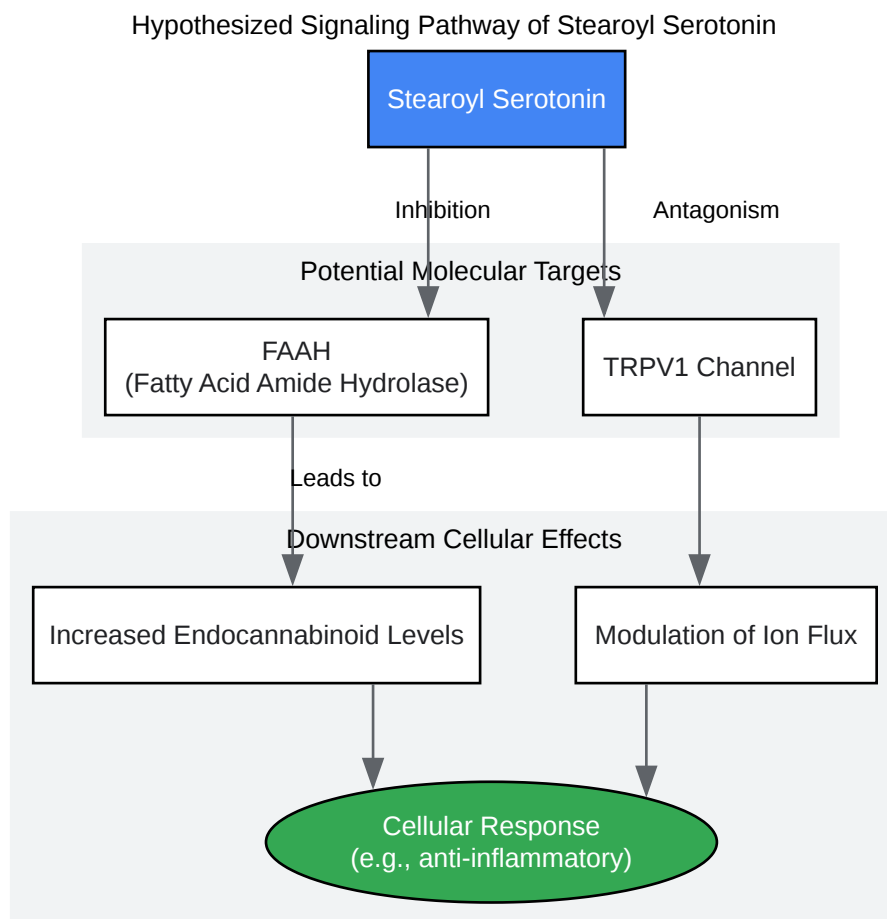 Hypothesized Signaling Pathway of Stearoyl Serotonin
Stearoyl Serotonin
Inhibition
Antagonism
Potential Molecular Targets
FAAH
(Fatty Acid Amide Hydrolase)
TRPV1 Channel
Leads to
Downstream Cellular Effects
Increased Endocannabinoid Levels
Modulation of Ion Flux
Cellular Response
(e.g., anti-inflammatory)